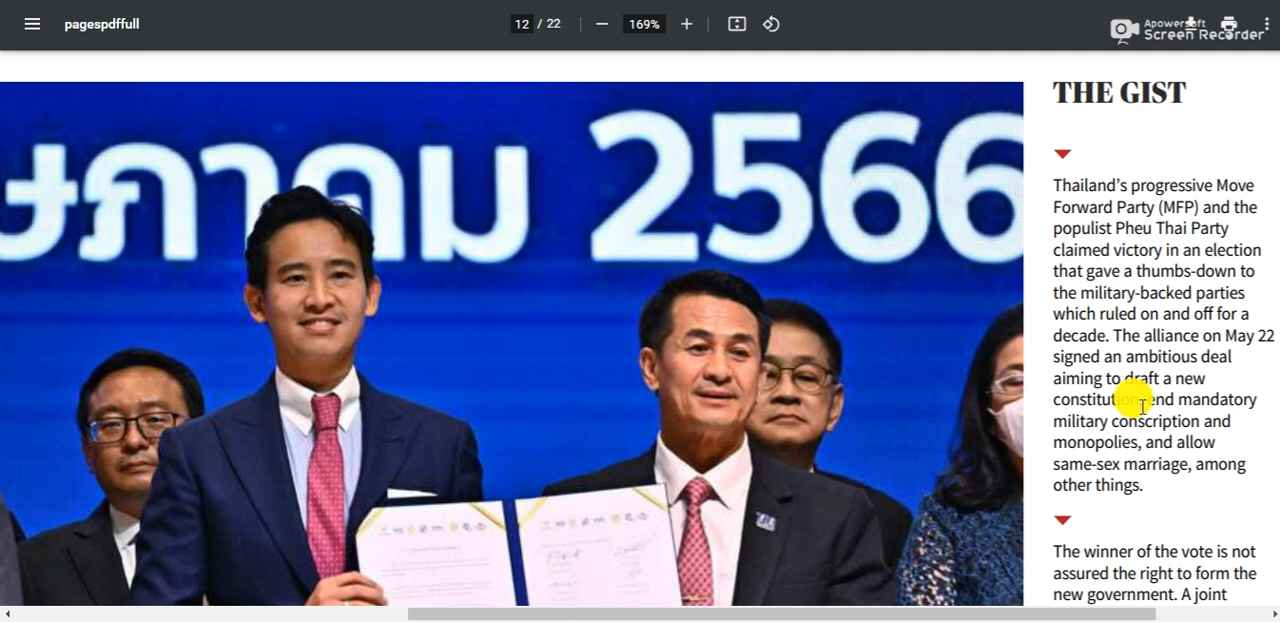 pagespdffull
12 / 22
169%
Apowersoft
Screen Recorder
ษภาคม 2566
THE GIST
Thailand’s progressive Move
Forward Party (MFP) and the
populist Pheu Thai Party
claimed victory in an election
that gave a thumbs-down to
the military-backed parties
which ruled on and off for a
decade. The alliance on May 22
signed an ambitious deal
aiming to draft a new
constitution, end mandatory
military conscription and
monopolies, and allow
same-sex marriage, among
other things.
The winner of the vote is not
assured the right to form the
new government. A joint